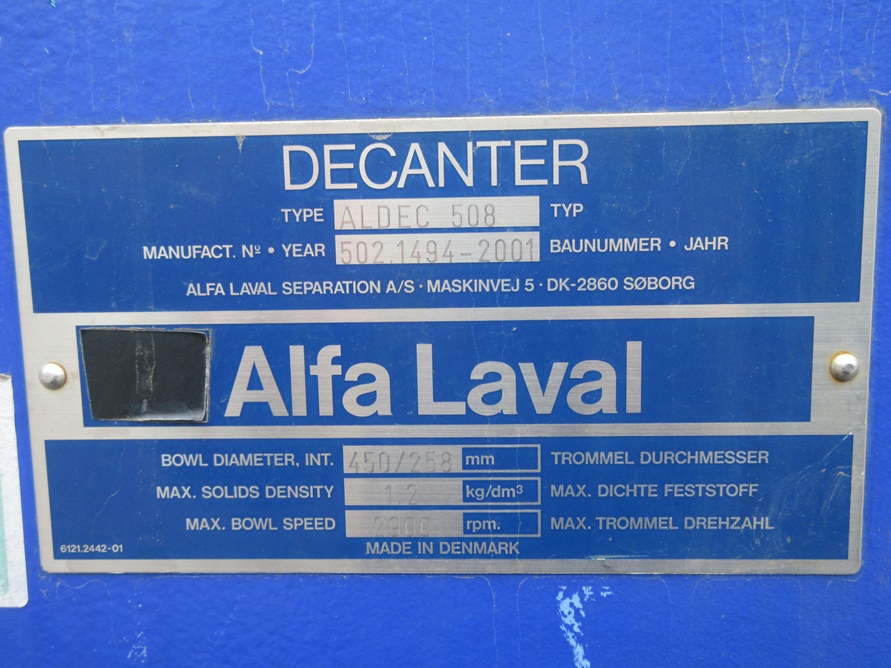 DECANTER
TYPE ALDEC 508 TYP
MANUFACT. Nº • YEAR 502.1494-2001 BAUNUMMER • JAHR
ALFA LAVAL SEPARATION A/S · MASKINVEJ 5 · DK-2860 SØBORG
Alfa Laval
BOWL DIAMETER, INT. 450/258 mm TROMMEL DURCHMESSER
MAX. SOLIDS DENSITY 1.2 kg/dm³ MAX. DICHTE FESTSTOFF
MAX. BOWL SPEED rpm. MAX. TROMMEL DREHZAHL
6121.2442-01 MADE IN DENMARK